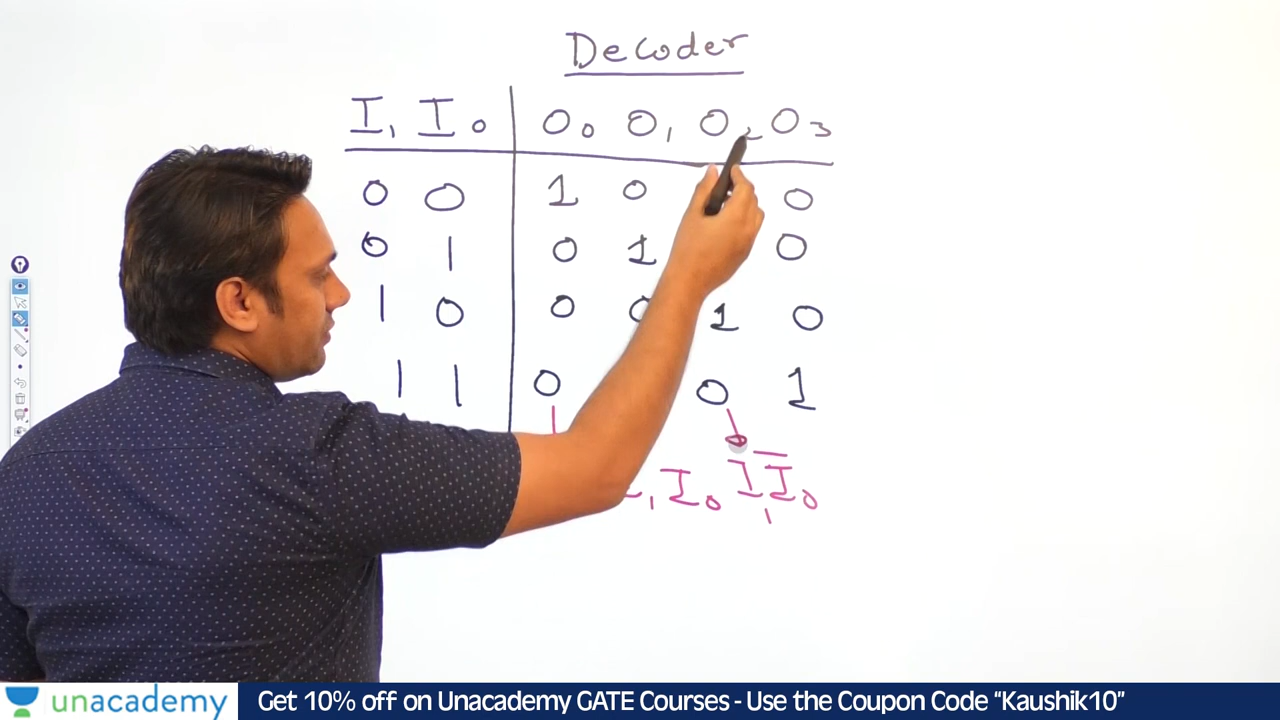 Decoder
I₁ I₀ O₀ O₁ O₂ O₃
0 0 1 0 0
0 1 0 1 0
1 0 0 0 1 0
1 1 0 0 1
I₀ I₁ I̅₀
unacademy Get 10% off on Unacademy GATE Courses - Use the Coupon Code “Kaushik10”